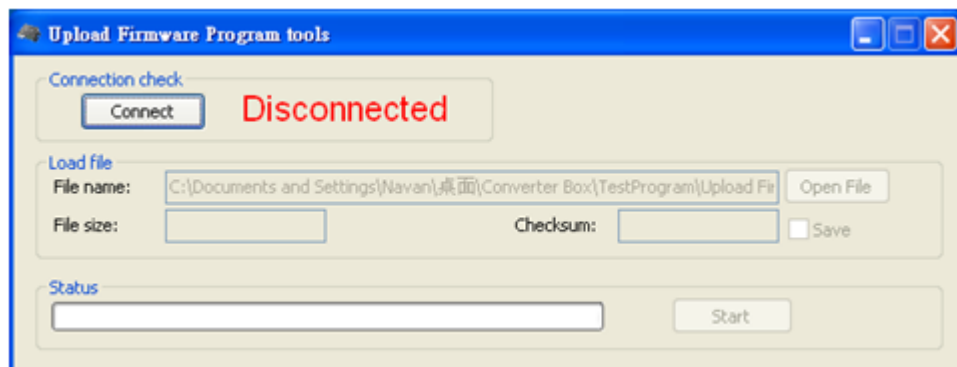 Upload Firmware Program tools
Connection check
Connect Disconnected
Load file
File name: C:\Documents and Settings\Navan\桌面\Converter Box\TestProgram\Upload Fir Open File
File size: Checksum: Save
Status
Start